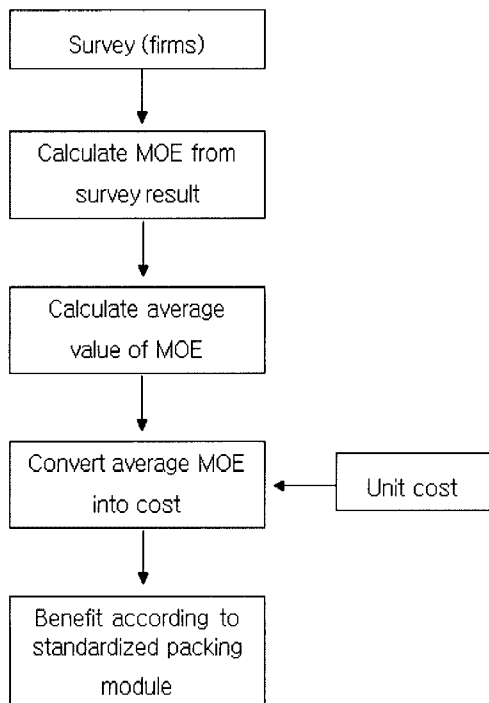 Survey (firms)
Calculate MOE from
survey result
Calculate average
value of MOE
Convert average MOE
into cost
Unit cost
Benefit according to
standardized packing
module